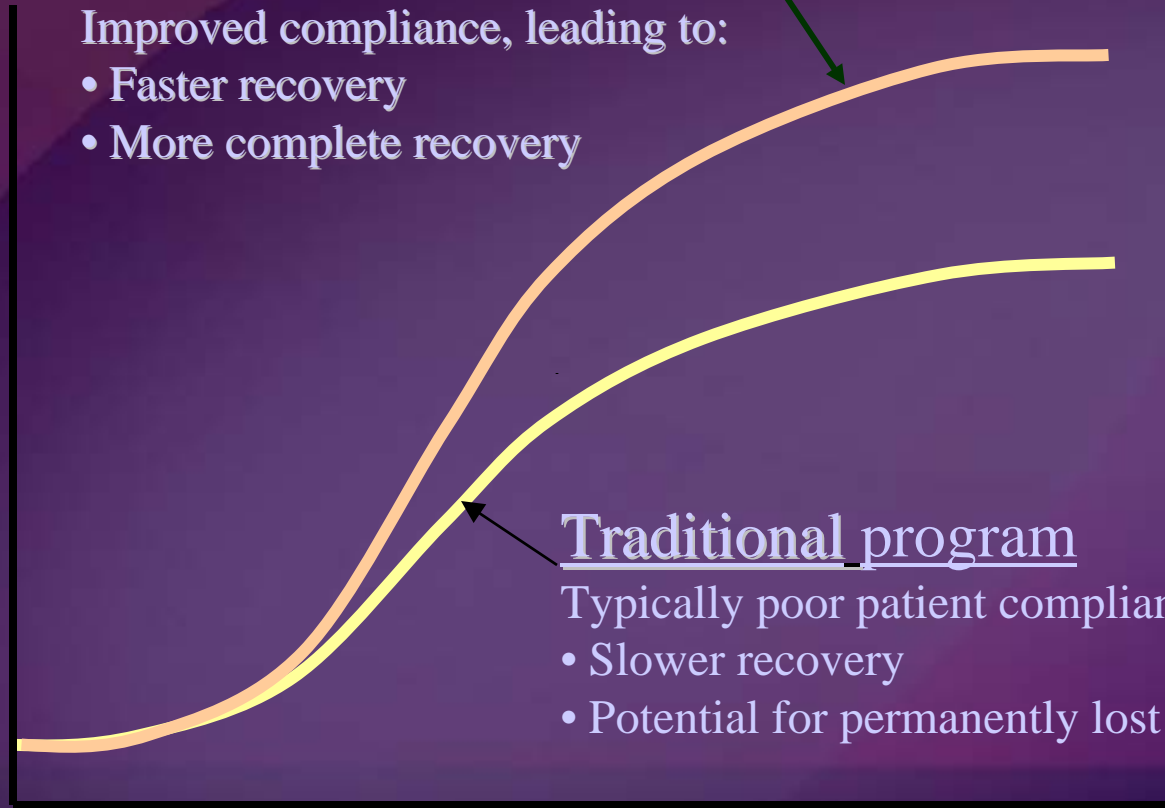 Improved compliance, leading to:
• Faster recovery
• More complete recovery
Traditional program
Typically poor patient
• Slower recovery
• Potential for permanently lost